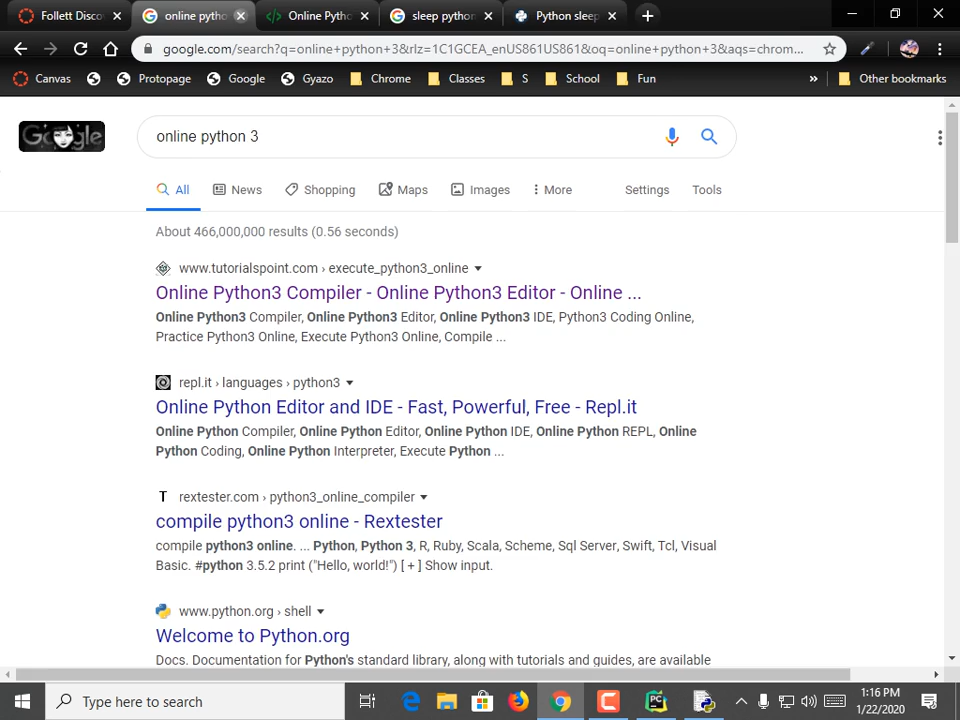 Follett Disco
online pytho
Online Pytho
sleep python
Python sleep
google.com/search?q=online+python+3&rlz=1C1GCEA_enUS861US861&oq=online+python+3&aqs=chrom...
Canvas
Protopage
Google
Gyazo
Chrome
Classes
S
School
Fun
»
Other bookmarks
Google
online python 3
All
News
Shopping
Maps
Images
More
Settings
Tools
About 466,000,000 results (0.56 seconds)
www.tutorialspoint.com › execute_python3_online
Online Python3 Compiler - Online Python3 Editor - Online ...
Online Python3 Compiler, Online Python3 Editor, Online Python3 IDE, Python3 Coding Online,
Practice Python3 Online, Execute Python3 Online, Compile ...
repl.it › languages › python3
Online Python Editor and IDE - Fast, Powerful, Free - Repl.it
Online Python Compiler, Online Python Editor, Online Python IDE, Online Python REPL, Online
Python Coding, Online Python Interpreter, Execute Python ...
T
rextester.com › python3_online_compiler
compile python3 online - Rextester
compile python3 online. ... Python, Python 3, R, Ruby, Scala, Scheme, Sql Server, Swift, Tcl, Visual
Basic. #python 3.5.2 print ("Hello, world!") [ + ] Show input.
www.python.org › shell
Welcome to Python.org
Docs. Documentation for Python's standard library, along with tutorials and guides, are available
Type here to search
PC
1:16 PM
1/22/2020